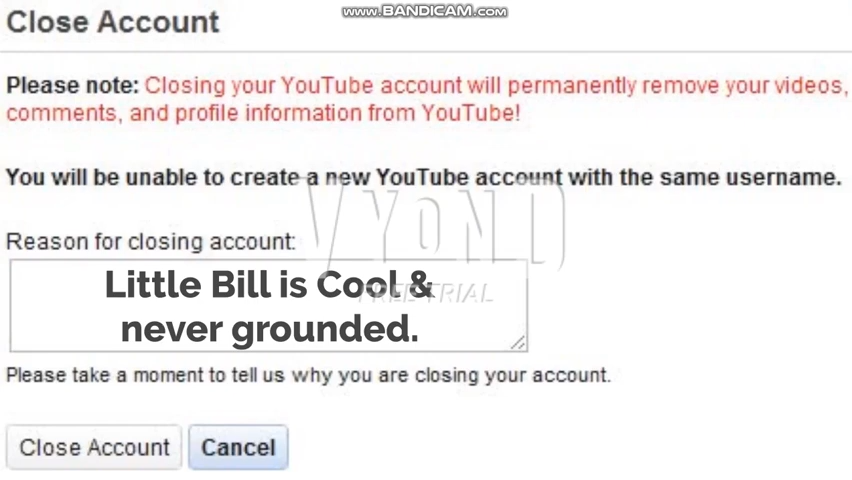 www.BANDICAM.com
Close Account
Please note: Closing your YouTube account will permanently remove your videos,
comments, and profile information from YouTube!
You will be unable to create a new YouTube account with the same username.
VYOND
FREE TRIAL
Reason for closing account:
Little Bill is Cool &
never grounded.
Please take a moment to tell us why you are closing your account.
Close Account
Cancel